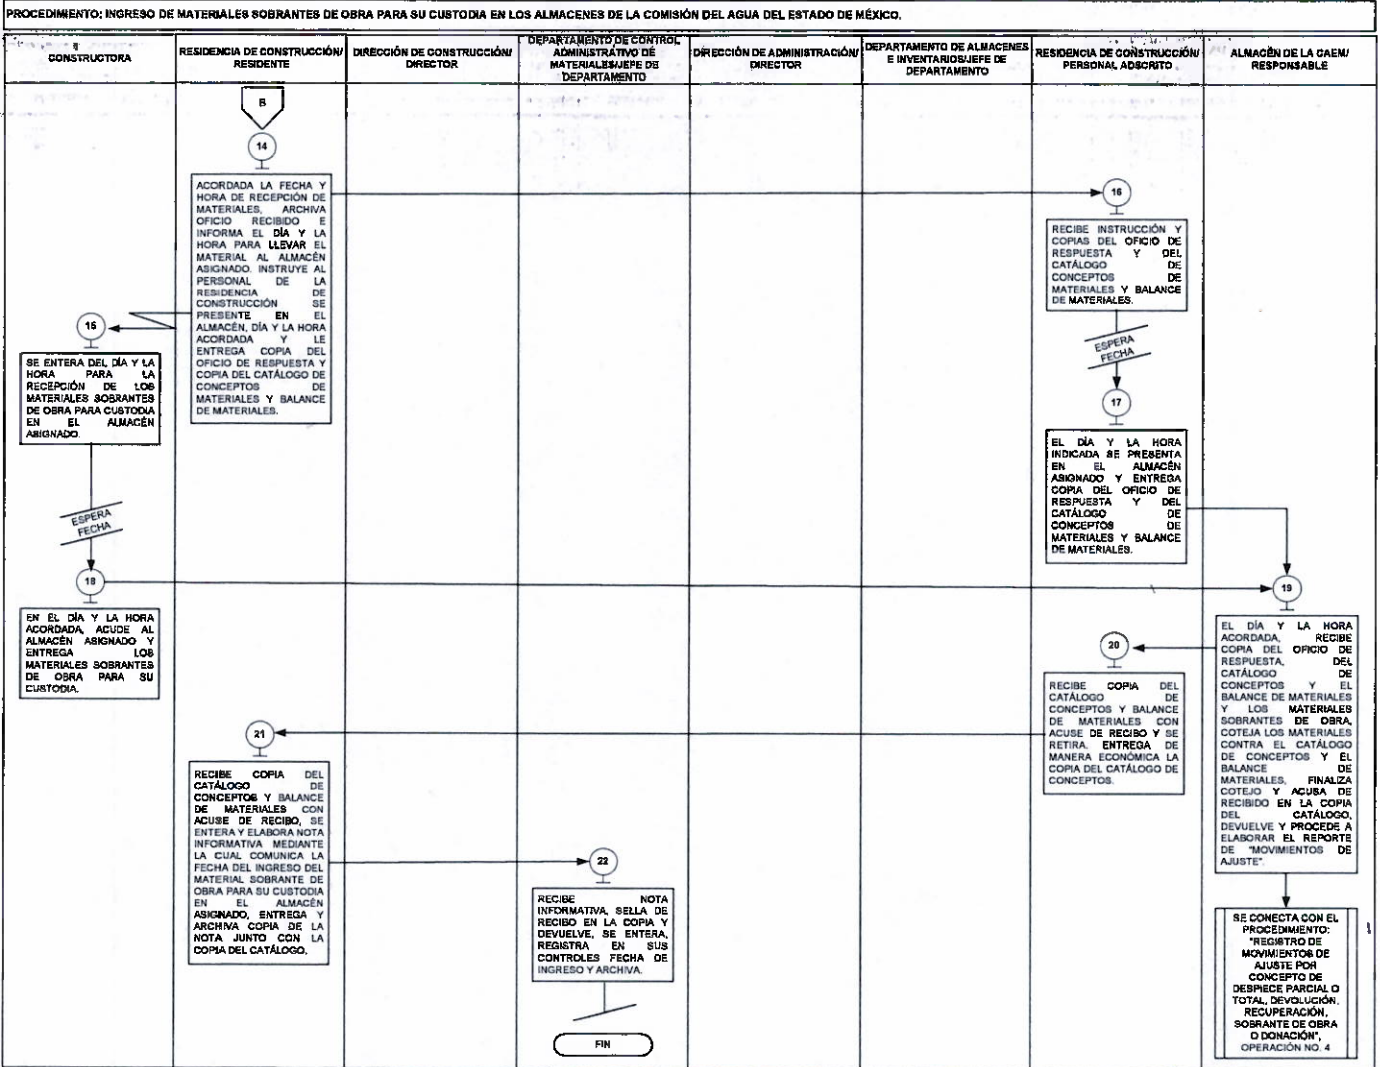 PROCEDIMIENTO: INGRESO DE MATERIALES SOBRANTES DE OBRA PARA SU CUSTODIA EN LOS ALMACENES DE LA COMISIÓN DEL AGUA DEL ESTADO DE MÉXICO.
CONSTRUCTORA
RESIDENCIA DE CONSTRUCCIÓN/
RESIDENTE
DIRECCIÓN DE CONSTRUCCIÓN/
DIRECTOR
DEPARTAMENTO DE CONTROL
ADMINISTRATIVO DE
MATERIALES/JEFE DE
DEPARTAMENTO
DIRECCIÓN DE ADMINISTRACIÓN/
DIRECTOR
DEPARTAMENTO DE ALMACENES
E INVENTARIOS/JEFE DE
DEPARTAMENTO
RESIDENCIA DE CONSTRUCCIÓN/
PERSONAL ADSCRITO
ALMACÉN DE LA CAEM/
RESPONSABLE
B
14
ACORDADA LA FECHA Y
HORA DE RECEPCIÓN DE
MATERIALES, ARCHIVA
OFICIO RECIBIDO E
INFORMA EL DÍA Y LA
HORA PARA LLEVAR EL
MATERIAL AL ALMACÉN
ASIGNADO. INSTRUYE AL
PERSONAL DE LA
RESIDENCIA DE
CONSTRUCCIÓN SE
PRESENTE EN EL
ALMACÉN, DÍA Y LA HORA
ACORDADA Y LE
ENTREGA COPIA DEL
OFICIO DE RESPUESTA Y
COPIA DEL CATÁLOGO DE
CONCEPTOS DE
MATERIALES Y BALANCE
DE MATERIALES.
15
SE ENTERA DEL DÍA Y LA
HORA PARA LA
RECEPCIÓN DE LOS
MATERIALES SOBRANTES
DE OBRA PARA CUSTODIA
EN EL ALMACÉN
ASIGNADO.
ESPERA
FECHA
16
RECIBE INSTRUCCIÓN Y
COPIAS DEL OFICIO DE
RESPUESTA Y DEL
CATÁLOGO DE
CONCEPTOS DE
MATERIALES Y BALANCE
DE MATERIALES.
ESPERA
FECHA
17
EL DÍA Y LA HORA
INDICADA SE PRESENTA
EN EL ALMACÉN
ASIGNADO Y ENTREGA
COPIA DEL OFICIO DE
RESPUESTA Y DEL
CATÁLOGO DE
CONCEPTOS DE
MATERIALES Y BALANCE
DE MATERIALES.
18
EN EL DÍA Y LA HORA
ACORDADA, ACUDE AL
ALMACÉN ASIGNADO Y
ENTREGA LOS
MATERIALES SOBRANTES
DE OBRA PARA SU
CUSTODIA.
19
EL DÍA Y LA HORA
ACORDADA, RECIBE
COPIA DEL OFICIO DE
RESPUESTA, DEL
CATÁLOGO DE
CONCEPTOS Y EL
BALANCE DE MATERIALES
Y LOS MATERIALES
SOBRANTES DE OBRA,
COTEJA LOS MATERIALES
CONTRA EL CATÁLOGO
DE CONCEPTOS Y EL
BALANCE DE
MATERIALES, FINALIZA
COTEJO Y ACUSA DE
RECIBIDO EN LA COPIA
DEL CATÁLOGO,
DEVUELVE Y PROCEDE A
ELABORAR EL REPORTE
DE "MOVIMIENTOS DE
AJUSTE".
20
RECIBE COPIA DEL
CATÁLOGO DE
CONCEPTOS Y BALANCE
DE MATERIALES CON
ACUSE DE RECIBO Y SE
RETIRA. ENTREGA DE
MANERA ECONÓMICA LA
COPIA DEL CATÁLOGO DE
CONCEPTOS.
21
RECIBE COPIA DEL
CATÁLOGO DE
CONCEPTOS Y BALANCE
DE MATERIALES CON
ACUSE DE RECIBO, SE
ENTERA Y ELABORA NOTA
INFORMATIVA MEDIANTE
LA CUAL COMUNICA LA
FECHA DEL INGRESO DEL
MATERIAL SOBRANTE DE
OBRA PARA SU CUSTODIA
EN EL ALMACÉN
ASIGNADO, ENTREGA Y
ARCHIVA COPIA DE LA
NOTA JUNTO CON LA
COPIA DEL CATÁLOGO.
22
RECIBE NOTA
INFORMATIVA, SELLA DE
RECIBO EN LA COPIA Y
DEVUELVE, SE ENTERA,
REGISTRA EN SUS
CONTROLES FECHA DE
INGRESO Y ARCHIVA.
FIN
SE CONECTA CON EL
PROCEDIMIENTO:
"REGISTRO DE
MOVIMIENTOS DE
AJUSTE POR
CONCEPTO DE
DESPIECE PARCIAL O
TOTAL, DEVOLUCIÓN,
RECUPERACIÓN,
SOBRANTE DE OBRA
O DONACIÓN",
OPERACIÓN NO. 4